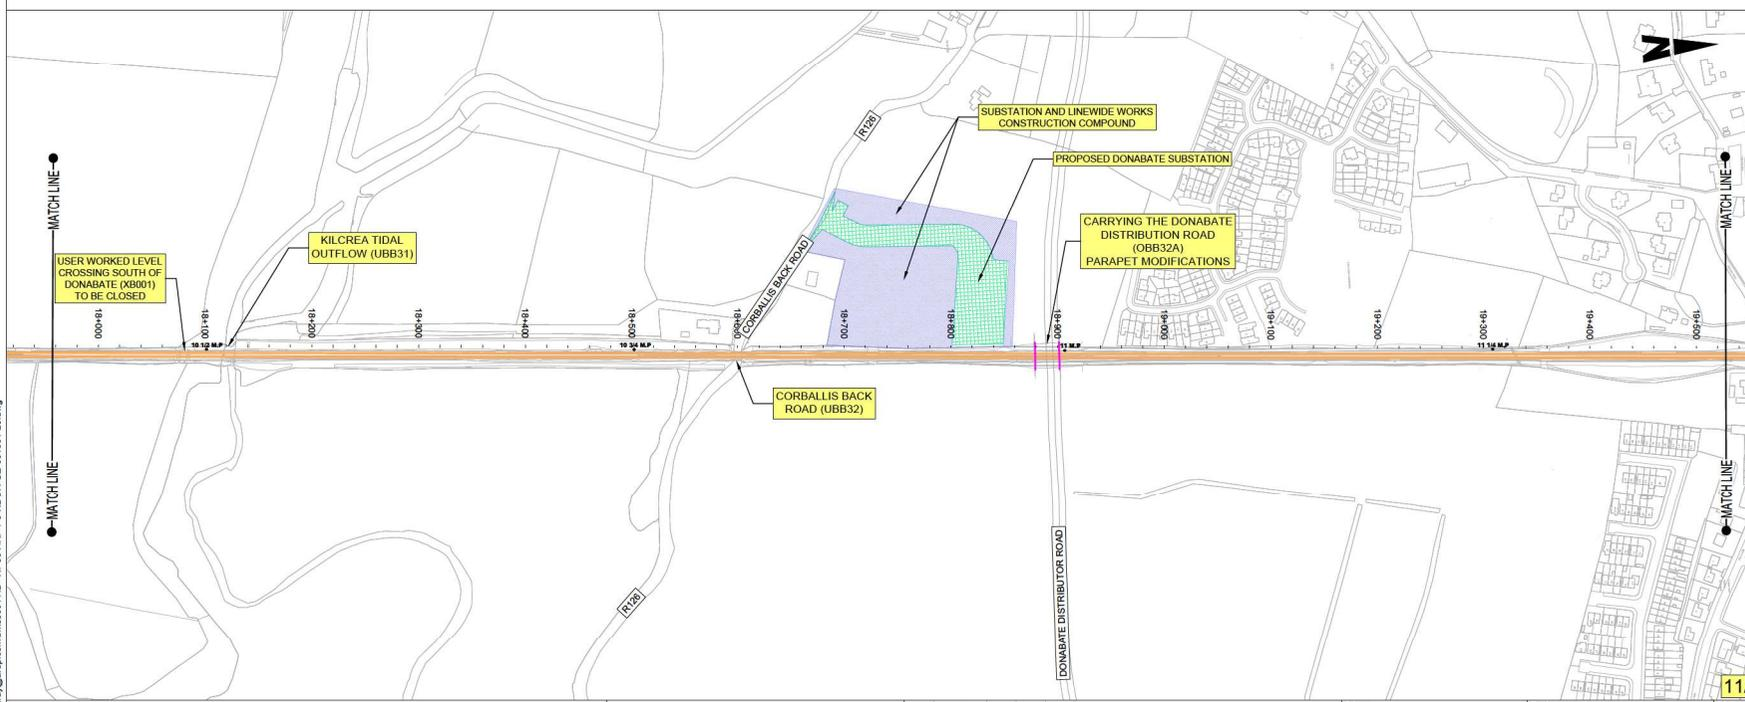 N
R126
SUBSTATION AND LINEWIDE WORKS
CONSTRUCTION COMPOUND
PROPOSED DONABATE SUBSTATION
MATCH LINE
MATCH LINE
CARRYING THE DONABATE
DISTRIBUTION ROAD
(OBB32A)
PARAPET MODIFICATIONS
KILCREA TIDAL
OUTFLOW (UBB31)
USER WORKED LEVEL
CROSSING SOUTH OF
DONABATE (XB001)
TO BE CLOSED
CORBALLIS BACK ROAD
18+000
18+100
18+200
18+300
18+400
18+500
18+700
18+800
18+900
19+000
19+100
19+200
19+300
19+400
19+500
10 1/2 M.P
10 3/4 M.P
11 M.P
11 1/4 M.P
CORBALLIS BACK
ROAD (UBB32)
MATCH LINE
MATCH LINE
R126
DONABATE DISTRIBUTOR ROAD
11